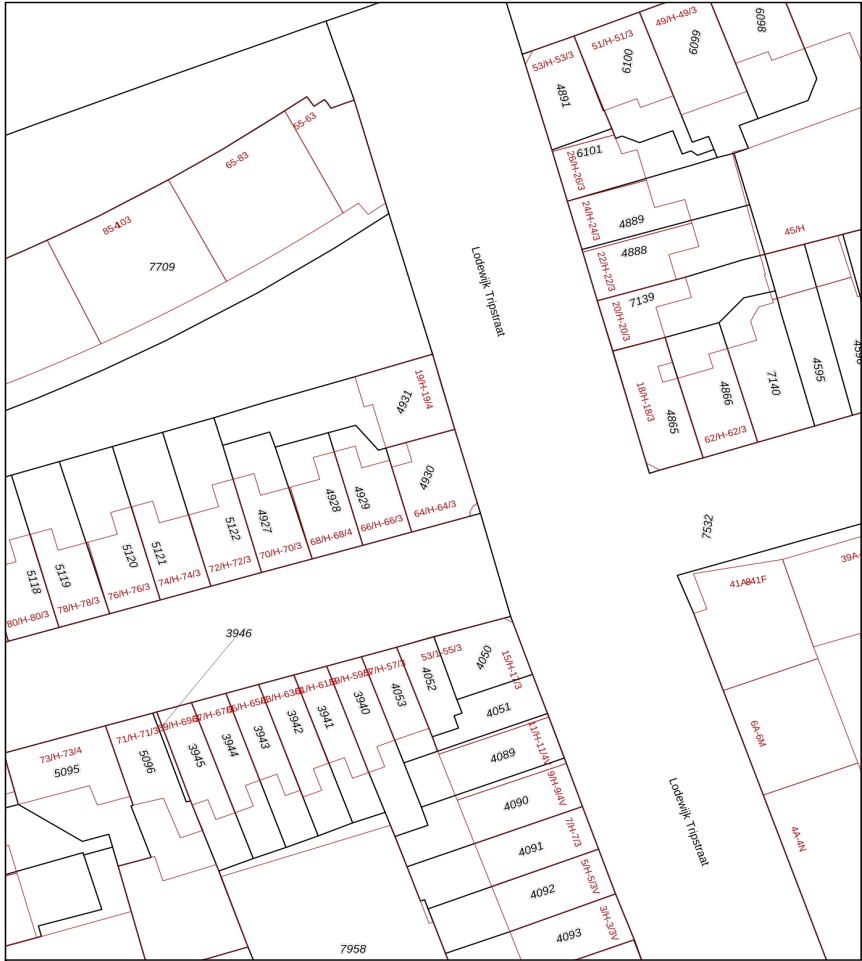 49/H-49/3
6098
51/H-51/3
6099
53/H-53/3
6100
4891
55-63
65-83
6101
26/H-26/3
85-103
24/H-24/3
4889
45/H
7709
22/H-22/3
4888
Lodewijk Tripstraat
20/H-20/3
7139
19/H-19/4
4931
18/H-18/3
4865
4866
62/H-62/3
7140
4595
4930
64/H-64/3
4929
66/H-66/3
4928
68/H-68/4
4927
70/H-70/3
5122
72/H-72/3
5121
74/H-74/3
5120
76/H-76/3
5119
78/H-78/3
5118
80/H-80/3
7532
39A-
41A-41F
3946
53/1-55/3
4050
15/H-17/3
57/H-57/3
4052
4053
3940
3941
3942
3943
3944
3945
71/H-71/3
5096
73/H-73/4
5095
4051
11/H-11/4V
4089
9/H-9/4V
4090
7/H-7/3
4091
5/H-5/3V
4092
3/H-3/3V
4093
6A-6M
Lodewijk Tripstraat
4A-4N
7958